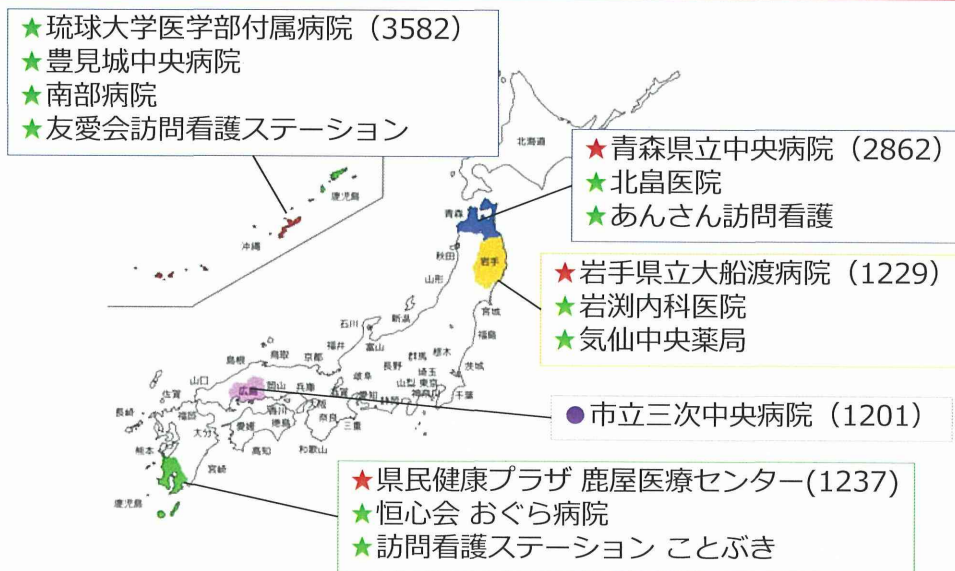 ★琉球大学医学部付属病院（3582）
★豊見城中央病院
★南部病院
★友愛会訪問看護ステーション
北海道
★青森県立中央病院（2862）
★北畠医院
★あんさん訪問看護
鹿児島
沖縄
青森
秋田
岩手
山形
★岩手県立大船渡病院（1229）
★岩渕内科医院
★気仙中央薬局
宮城
新潟
福島
石川
富山
福井
群馬
栃木
長野
埼玉
茨城
山梨
東京
神奈川
千葉
岐阜
愛知
静岡
島根
鳥取
京都
山口
広島
岡山
兵庫
滋賀
大阪
奈良
三重
佐賀
福岡
長崎
大分
愛媛
香川
徳島
高知
和歌山
熊本
宮崎
鹿児島
●市立三次中央病院（1201）
★県民健康プラザ 鹿屋医療センター(1237)
★恒心会 おぐら病院
★訪問看護ステーション ことぶき